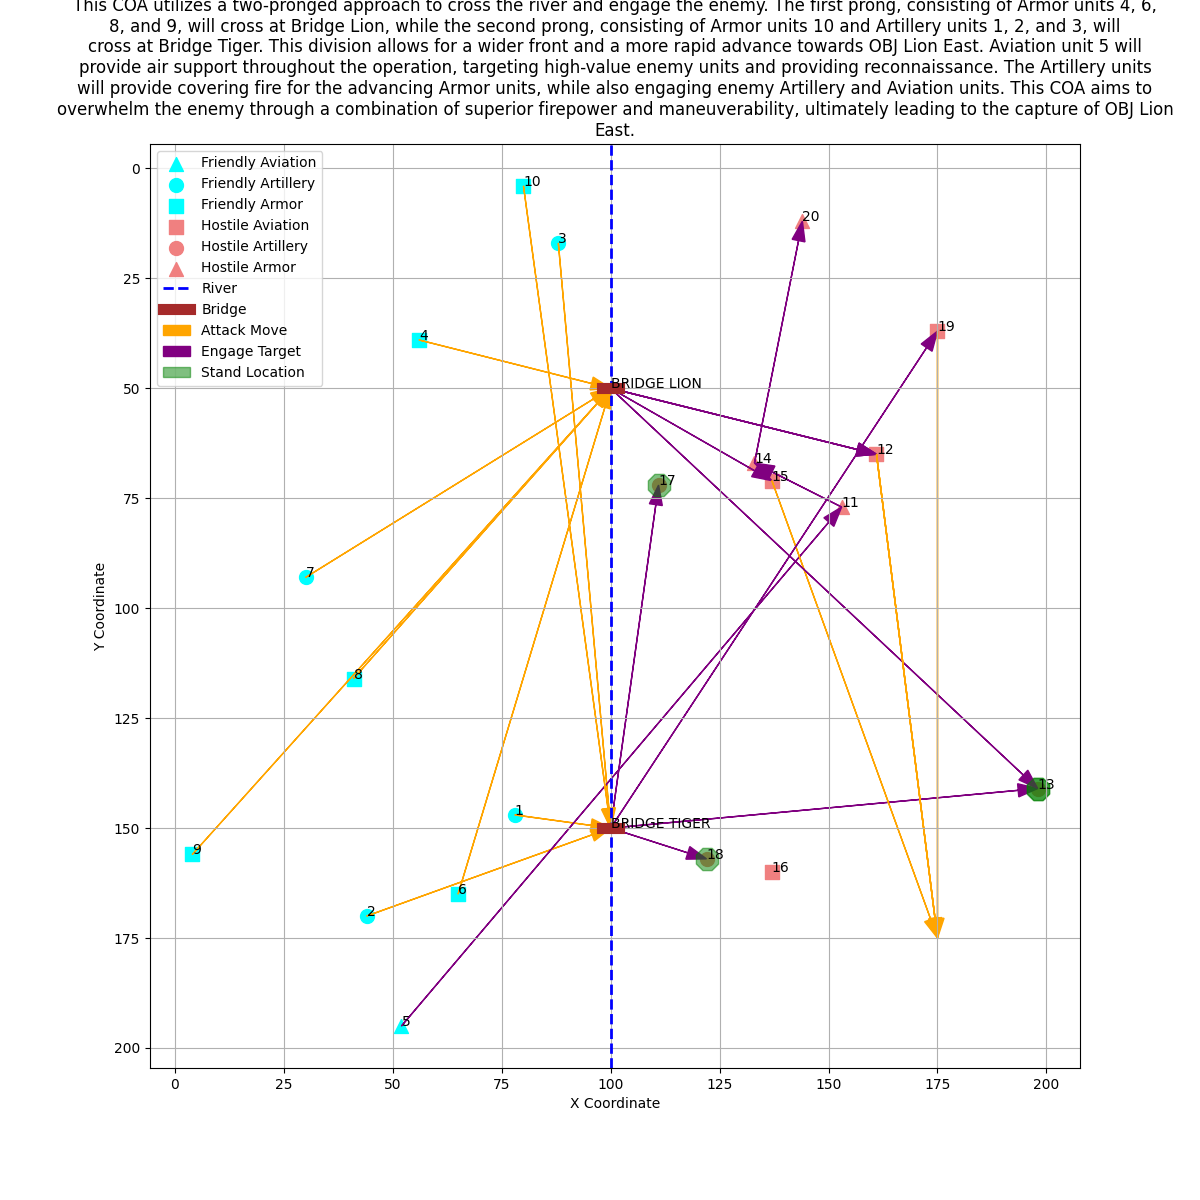 This COA utilizes a two-pronged approach to cross the river and engage the enemy. The first prong, consisting of Armor units 4, 6,
8, and 9, will cross at Bridge Lion, while the second prong, consisting of Armor units 10 and Artillery units 1, 2, and 3, will
cross at Bridge Tiger. This division allows for a wider front and a more rapid advance towards OBJ Lion East. Aviation unit 5 will
provide air support throughout the operation, targeting high-value enemy units and providing reconnaissance. The Artillery units
will provide covering fire for the advancing Armor units, while also engaging enemy Artillery and Aviation units. This COA aims to
overwhelm the enemy through a combination of superior firepower and maneuverability, ultimately leading to the capture of OBJ Lion
East.
Friendly Aviation
Friendly Artillery
Friendly Armor
Hostile Aviation
Hostile Artillery
Hostile Armor
River
Bridge
Attack Move
Engage Target
Stand Location
10
3
20
4
19
BRIDGE LION
12
14
15
17
11
7
8
13
1
BRIDGE TIGER
9
18
16
6
2
5
0
25
50
75
100
125
150
175
200
Y Coordinate
0
25
50
75
100
125
150
175
200
X Coordinate